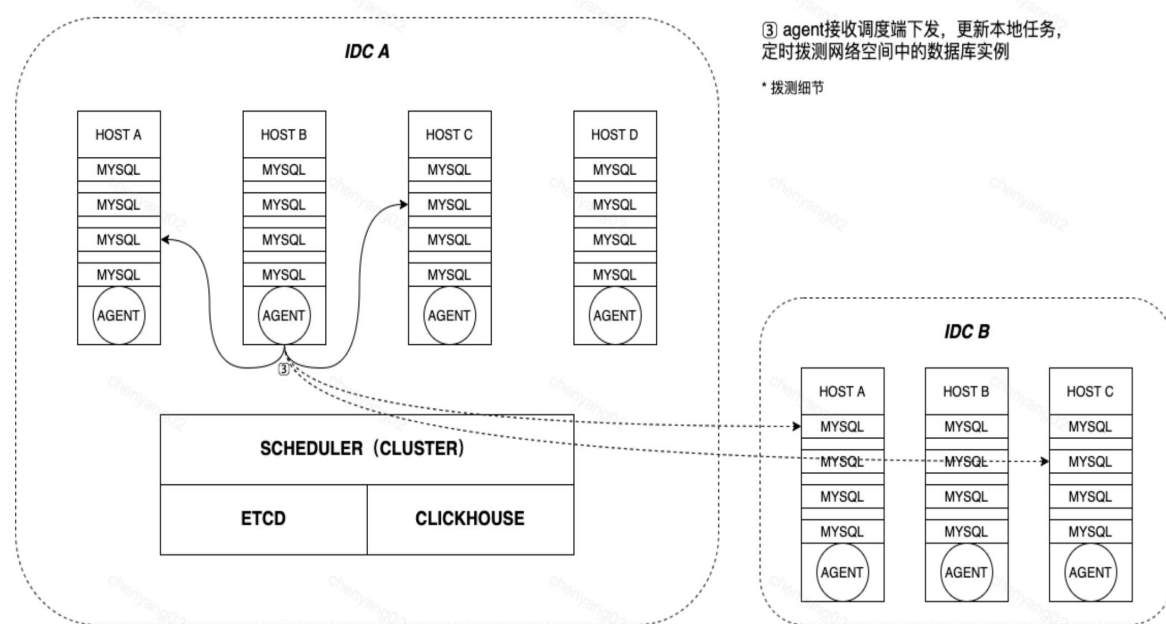 ③ agent接收调度端下发，更新本地任务，
定时拨测网络空间中的数据库实例
* 拨测细节
IDC A
HOST A
MYSQL
MYSQL
MYSQL
MYSQL
AGENT
HOST B
MYSQL
MYSQL
MYSQL
MYSQL
AGENT
HOST C
MYSQL
MYSQL
MYSQL
MYSQL
AGENT
HOST D
MYSQL
MYSQL
MYSQL
MYSQL
AGENT
③
SCHEDULER（CLUSTER）
ETCD
CLICKHOUSE
IDC B
HOST A
MYSQL
MYSQL
MYSQL
MYSQL
AGENT
HOST B
MYSQL
MYSQL
MYSQL
MYSQL
AGENT
HOST C
MYSQL
MYSQL
MYSQL
MYSQL
AGENT
chenyang02